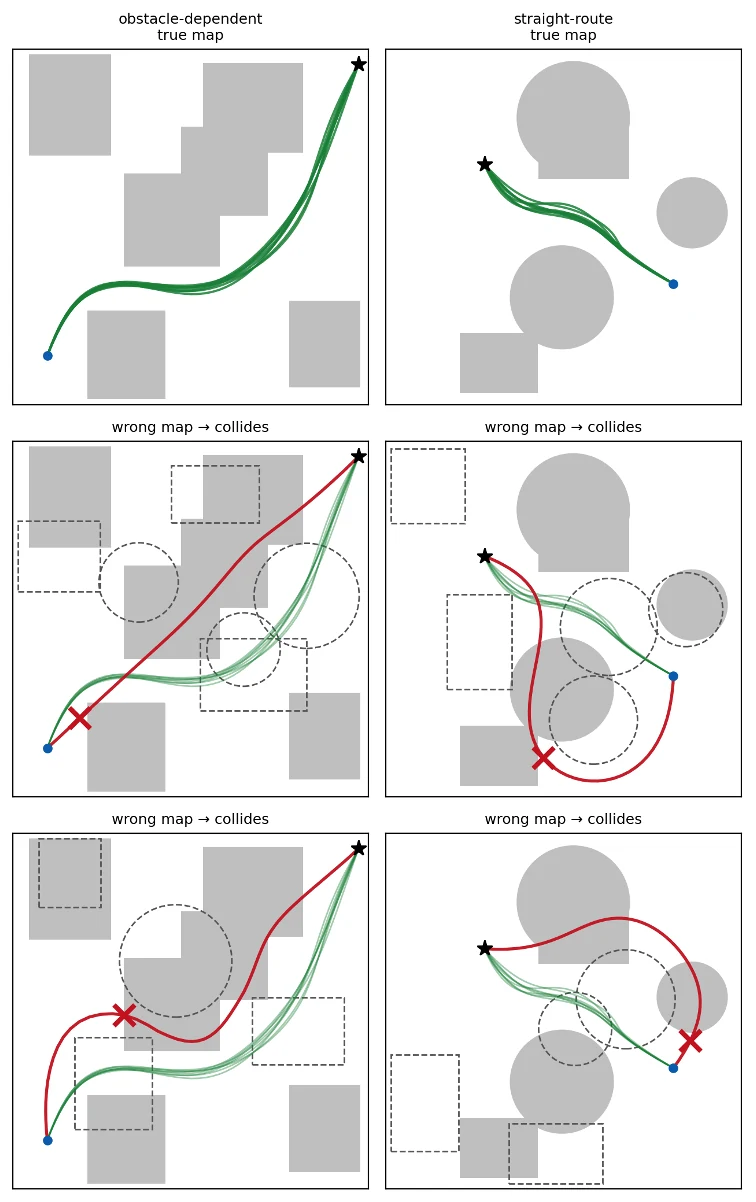 obstacle-dependent
true map
straight-route
true map
wrong map → collides
wrong map → collides
wrong map → collides
wrong map → collides